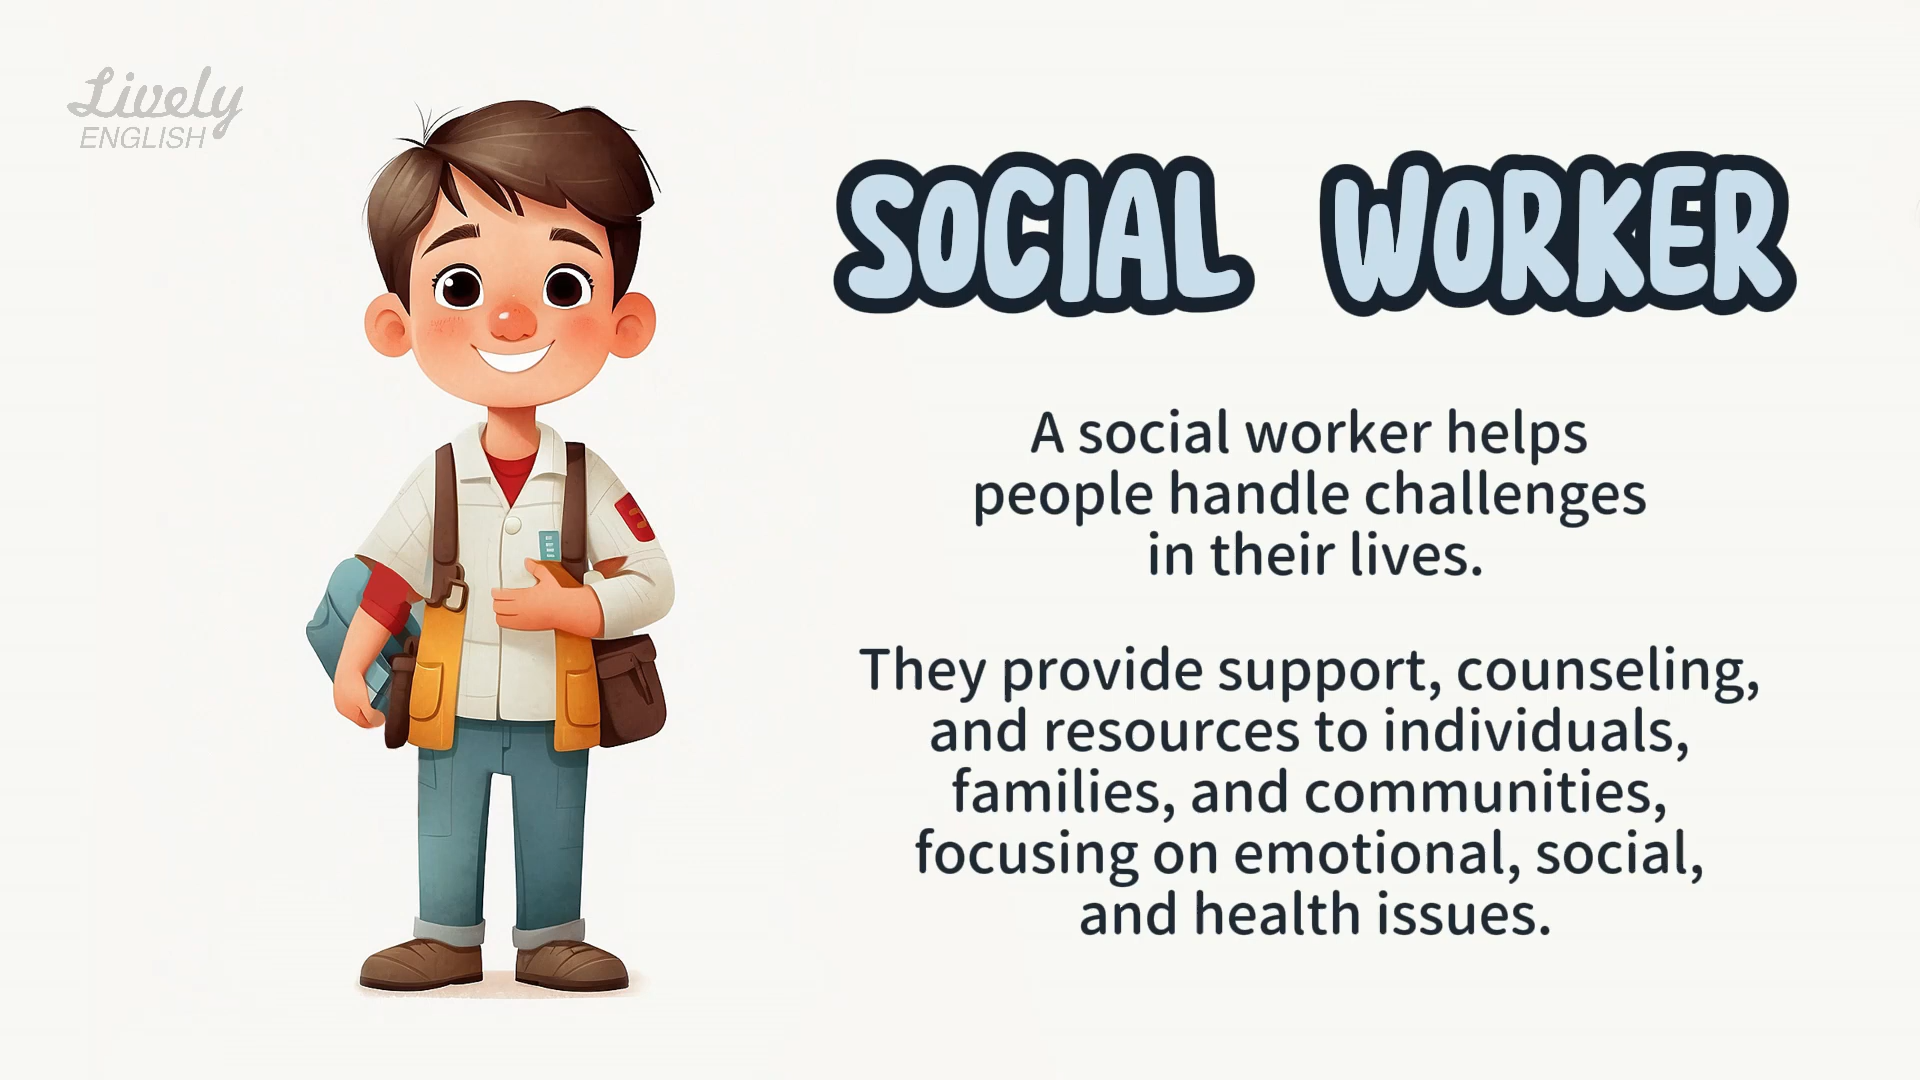 Lively
ENGLISH
SOCIAL WORKER
A social worker helps
people handle challenges
in their lives.
They provide support, counseling,
and resources to individuals,
families, and communities,
focusing on emotional, social,
and health issues.